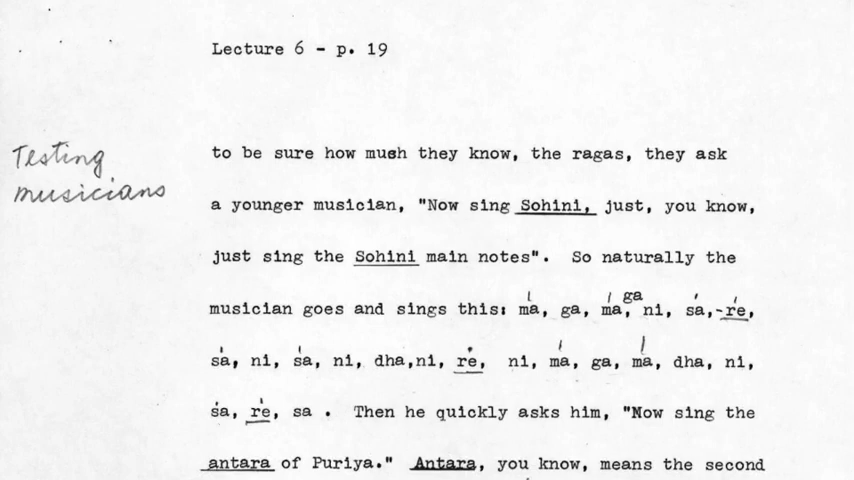 Lecture 6 - p. 19
Testing
musicians
to be sure how mush they know, the ragas, they ask
a younger musician, "Now sing Sohini, just, you know,
just sing the Sohini main notes". So naturally the
musician goes and sings this: ma, ga, ma, ga ni, sa,-re,
sa, ni, sa, ni, dha,ni, re, ni, ma, ga, ma, dha, ni,
sa, re, sa . Then he quickly asks him, "Now sing the
antara of Puriya." Antara, you know, means the second